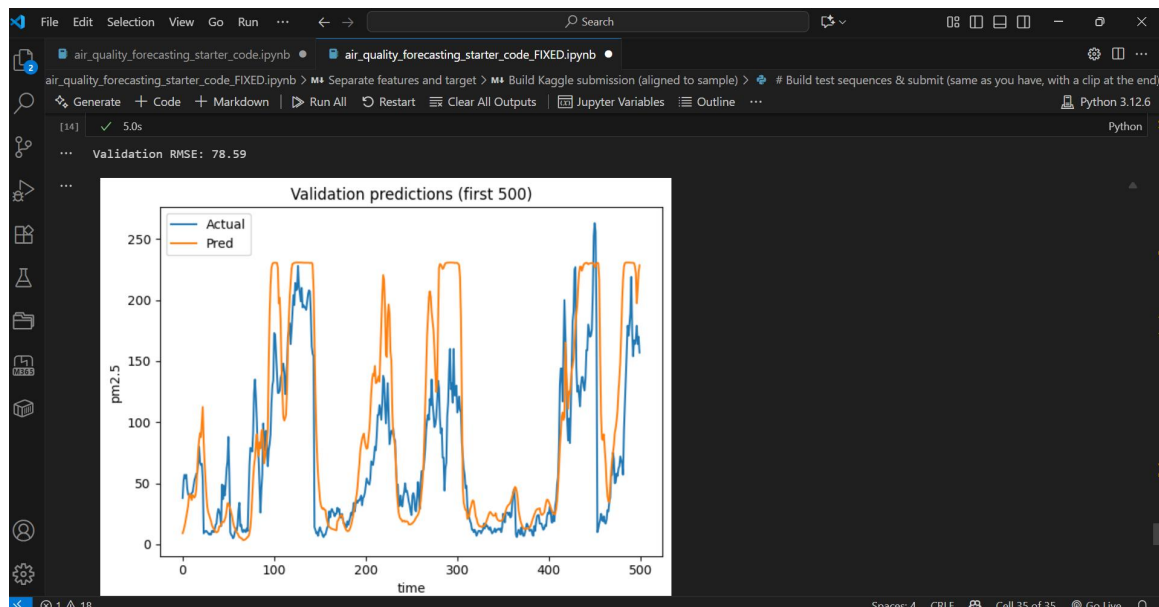 File Edit Selection View Go Run ... Search
air_quality_forecasting_starter_code.ipynb air_quality_forecasting_starter_code_FIXED.ipynb
2
air_quality_forecasting_starter_code_FIXED.ipynb > M↓ Separate features and target > M↓ Build Kaggle submission (aligned to sample) > # Build test sequences & submit (same as you have, with a clip at the end)
Generate + Code + Markdown | Run All Restart Clear All Outputs | Jupyter Variables Outline ... Python 3.12.6
[14] ✓ 5.0s Python
... Validation RMSE: 78.59
...
Validation predictions (first 500)
Actual
Pred
250
200
150
100
50
0
pm2.5
0 100 200 300 400 500
time
M365
1 18 Spaces: 4 CRLF Cell 35 of 35 Go Live